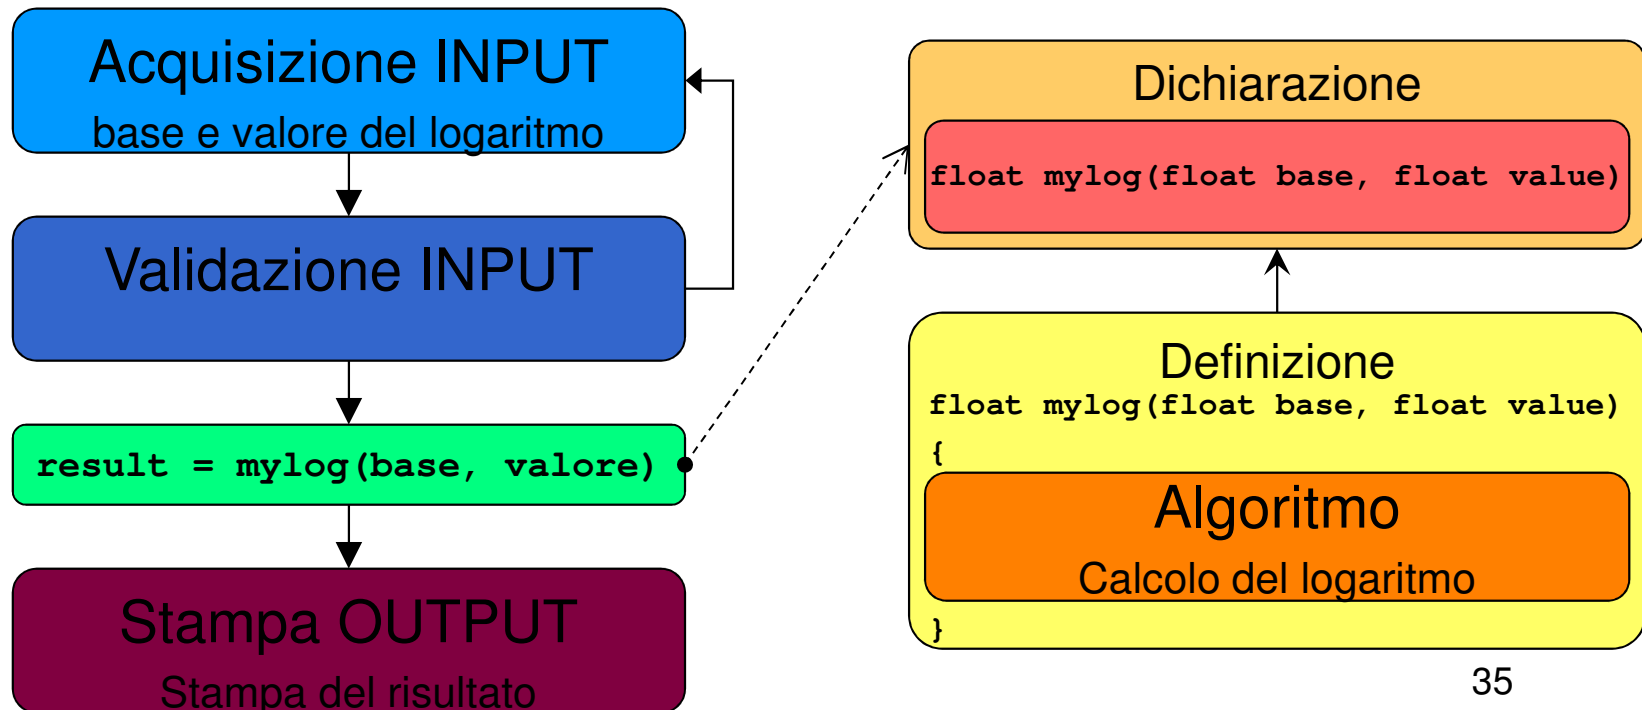 Acquisizione INPUT
base e valore del logaritmo
Validazione INPUT
result = mylog(base, valore)
Stampa OUTPUT
Stampa del risultato
Dichiarazione
float mylog(float base, float value)
Definizione
float mylog(float base, float value)
{
Algoritmo
Calcolo del logaritmo
}
35